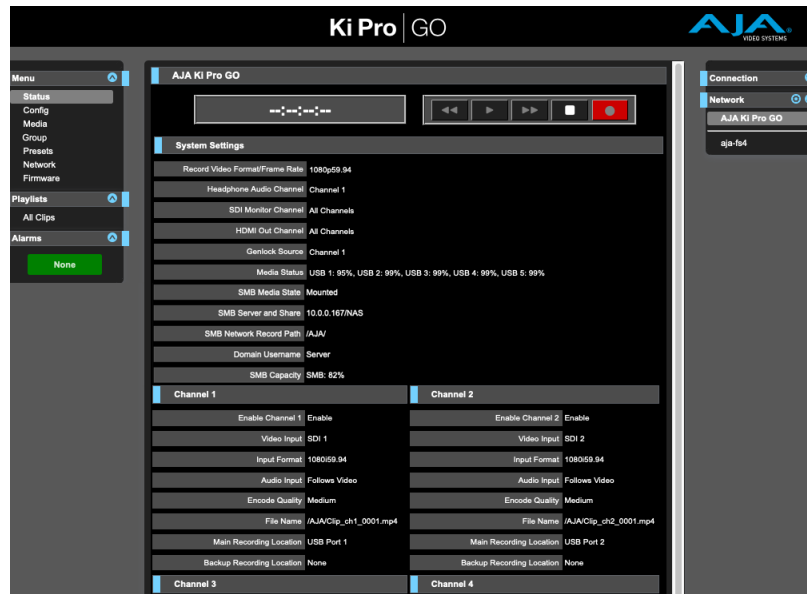 Ki Pro GO
AJA
VIDEO SYSTEMS
Menu
Status
Config
Media
Group
Presets
Network
Firmware
Playlists
All Clips
Alarms
None
AJA Ki Pro GO
--:--:--:--
System Settings
Record Video Format/Frame Rate 1080p59.94
Headphone Audio Channel Channel 1
SDI Monitor Channel All Channels
HDMI Out Channel All Channels
Genlock Source Channel 1
Media Status USB 1: 95%, USB 2: 99%, USB 3: 99%, USB 4: 99%, USB 5: 99%
SMB Media State Mounted
SMB Server and Share 10.0.0.167/NAS
SMB Network Record Path /AJA/
Domain Username Server
SMB Capacity SMB: 82%
Channel 1
Enable Channel 1 Enable
Video Input SDI 1
Input Format 1080i59.94
Audio Input Follows Video
Encode Quality Medium
File Name /AJA/Clip_ch1_0001.mp4
Main Recording Location USB Port 1
Backup Recording Location None
Channel 2
Enable Channel 2 Enable
Video Input SDI 2
Input Format 1080i59.94
Audio Input Follows Video
Encode Quality Medium
File Name /AJA/Clip_ch2_0001.mp4
Main Recording Location USB Port 2
Backup Recording Location None
Channel 3
Channel 4
Connection
Network
AJA Ki Pro GO
aja-fs4